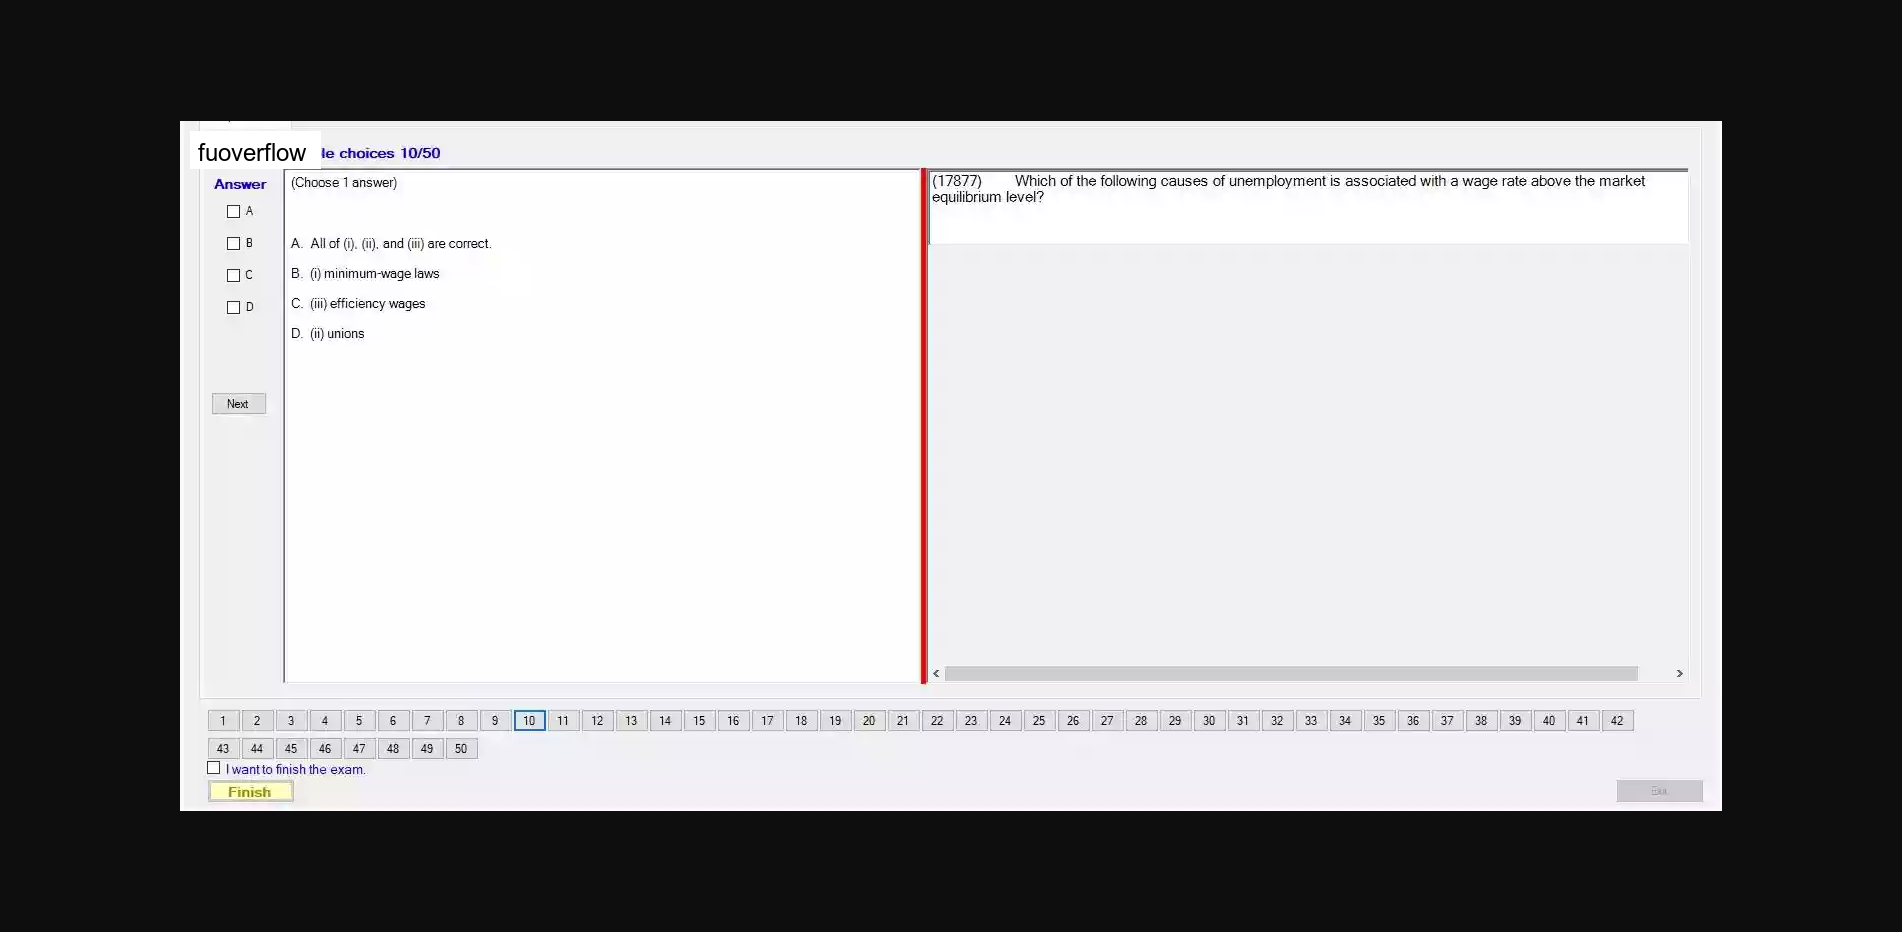 fuoverflow
le choices 10/50
Answer
A
B
C
D
Next
(Choose 1 answer)
A. All of (i), (ii), and (iii) are correct.
B. (i) minimum-wage laws
C. (iii) efficiency wages
D. (ii) unions
(17877) Which of the following causes of unemployment is associated with a wage rate above the market
equilibrium level?
1 2 3 4 5 6 7 8 9 10 11 12 13 14 15 16 17 18 19 20 21 22 23 24 25 26 27 28 29 30 31 32 33 34 35 36 37 38 39 40 41 42
43 44 45 46 47 48 49 50
I want to finish the exam.
Finish
Exit